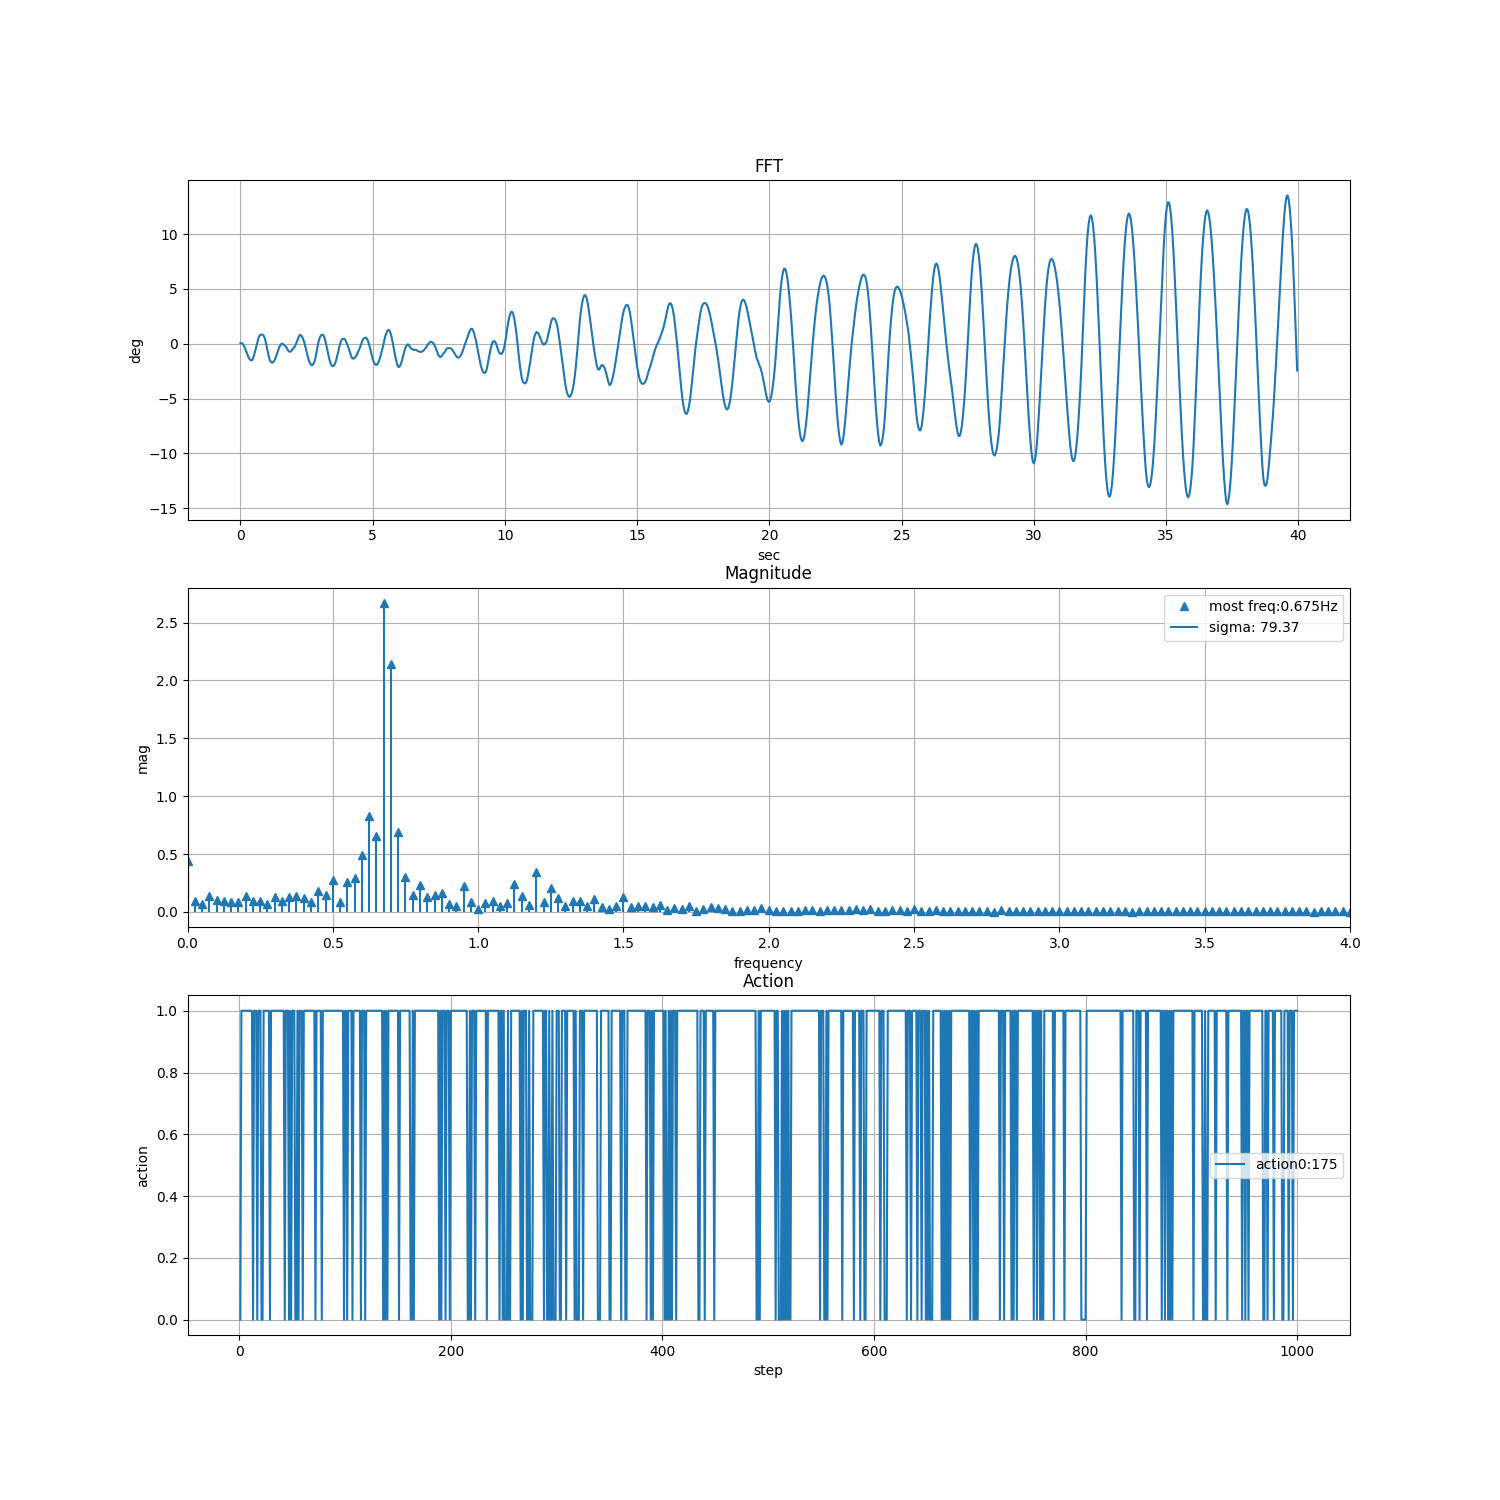 FFT
10
5
0
−5
−10
−15
deg
0 5 10 15 20 25 30 35 40
sec
Magnitude
most freq:0.675Hz
sigma: 79.37
2.5
2.0
1.5
1.0
0.5
0.0
mag
0.0 0.5 1.0 1.5 2.0 2.5 3.0 3.5 4.0
frequency
Action
1.0
0.8
0.6
0.4
0.2
0.0
action
action0:175
0 200 400 600 800 1000
step